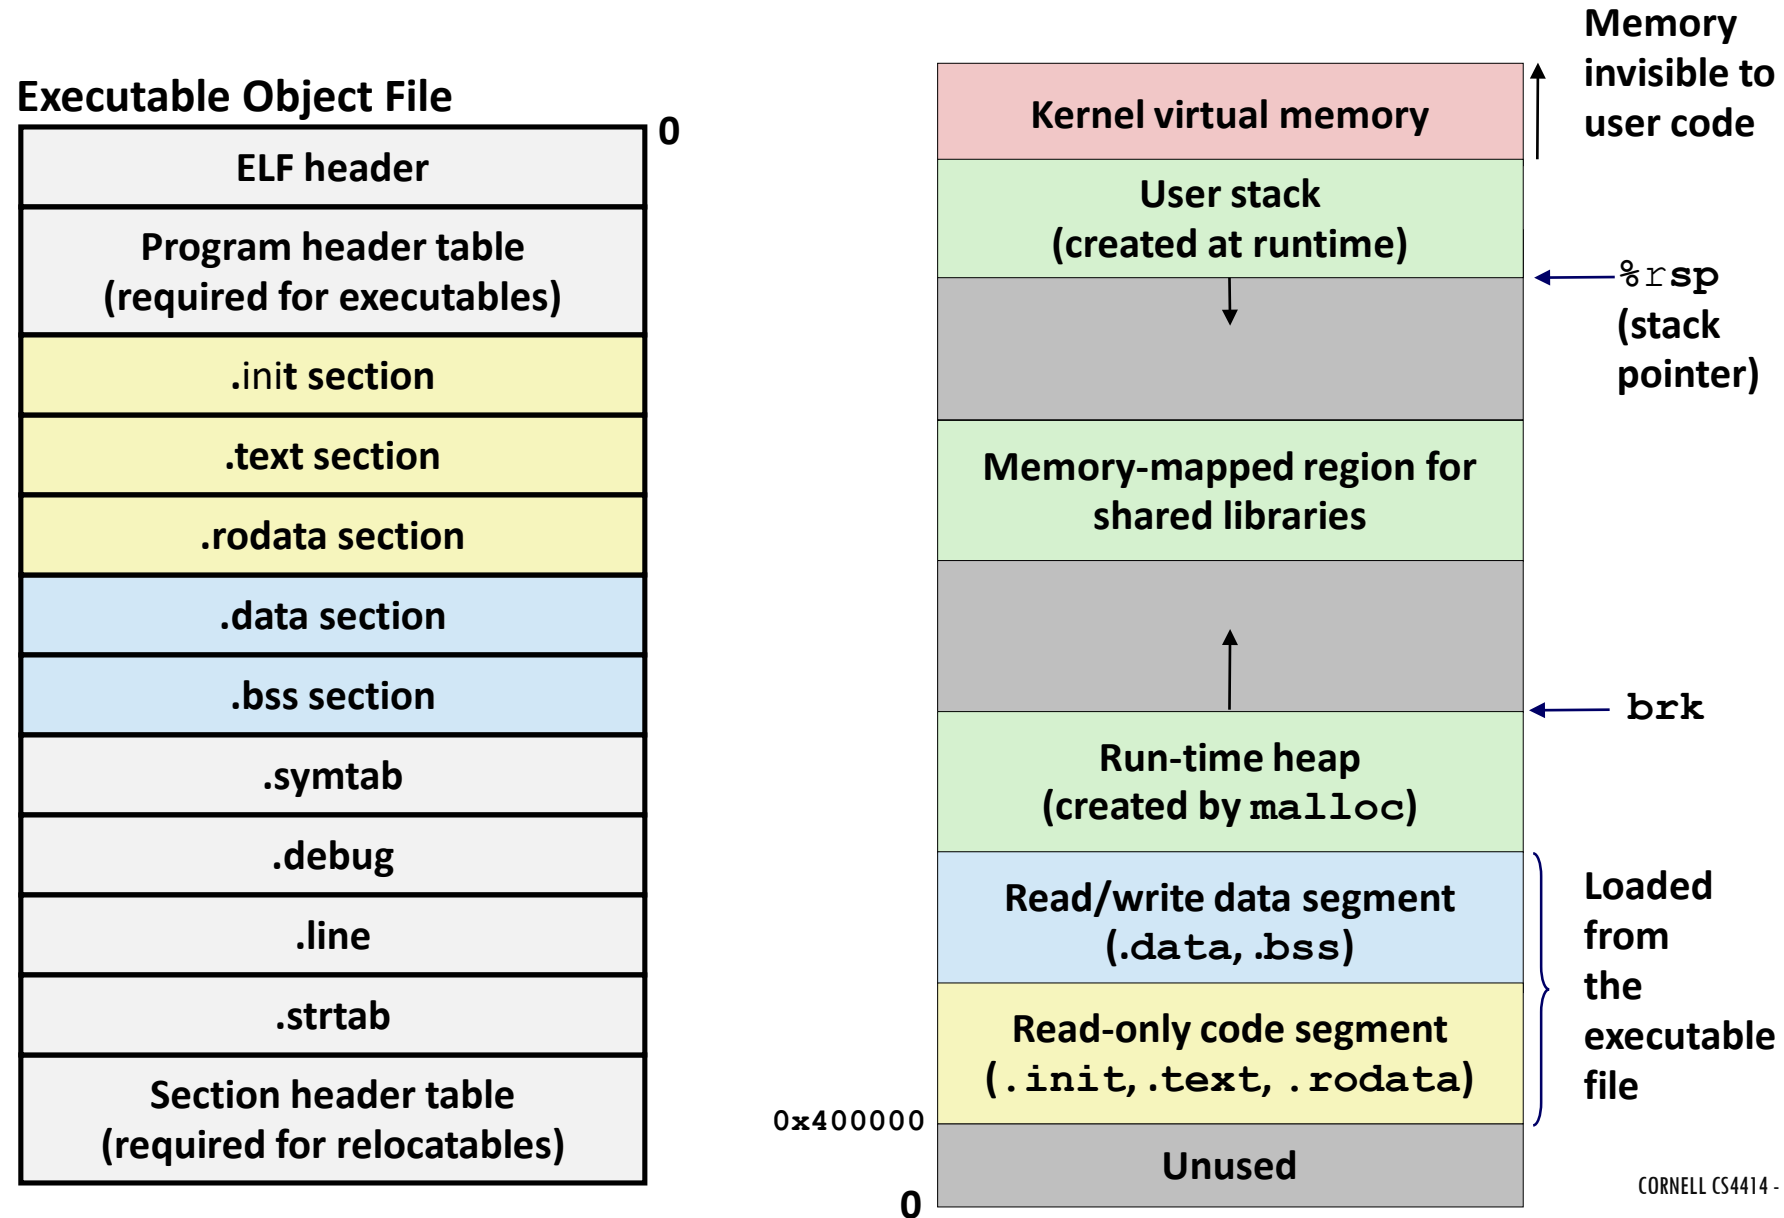 Executable Object File
0
ELF header
Program header table
(required for executables)
.init section
.text section
.rodata section
.data section
.bss section
.symtab
.debug
.line
.strtab
Section header table
(required for relocatables)
Kernel virtual memory
Memory
invisible to
user code
User stack
(created at runtime)
%rsp
(stack
pointer)
Memory-mapped region for
shared libraries
brk
Run-time heap
(created by malloc)
Read/write data segment
(.data, .bss)
Read-only code segment
(.init, .text, .rodata)
Loaded
from
the
executable
file
0x400000
Unused
0
CORNELL CS4414 -